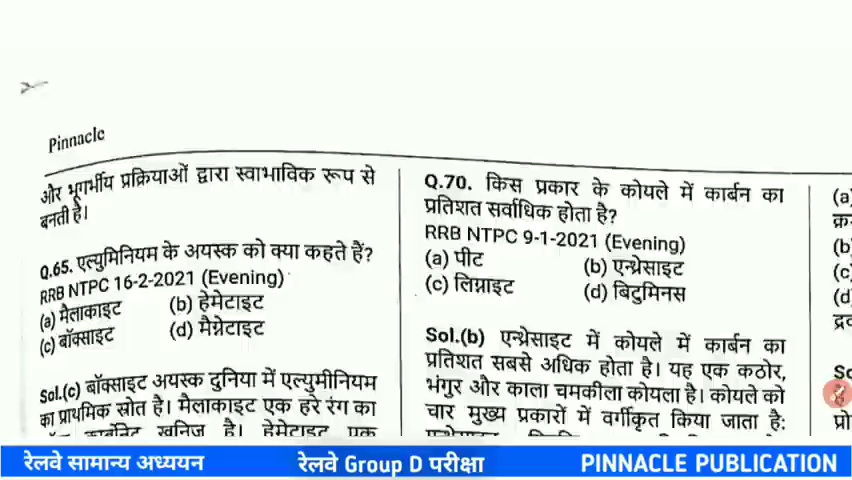 Pinnacle
और भूगर्भीय प्रक्रियाओं द्वारा स्वाभाविक रूप से
बनती है।
Q.65. एल्युमिनियम के अयस्क को क्या कहते हैं?
RRB NTPC 16-2-2021 (Evening)
(a) मैलाकाइट (b) हेमेटाइट
(c) बॉक्साइट (d) मैग्नेटाइट
Sol.(c) बॉक्साइट अयस्क दुनिया में एल्युमीनियम
का प्राथमिक स्रोत है। मैलाकाइट एक हरे रंग का
कार्बोनेट खनिज है। हेमेटाइट एक
Q.70. किस प्रकार के कोयले में कार्बन का
प्रतिशत सर्वाधिक होता है?
RRB NTPC 9-1-2021 (Evening)
(a) पीट (b) एन्थ्रेसाइट
(c) लिग्नाइट (d) बिटुमिनस
Sol.(b) एन्थ्रेसाइट में कोयले में कार्बन का
प्रतिशत सबसे अधिक होता है। यह एक कठोर,
भंगुर और काला चमकीला कोयला है। कोयले को
चार मुख्य प्रकारों में वर्गीकृत किया जाता है:
(a)
(b)
(c)
(d)
रेलवे सामान्य अध्ययन रेलवे Group D परीक्षा PINNACLE PUBLICATION